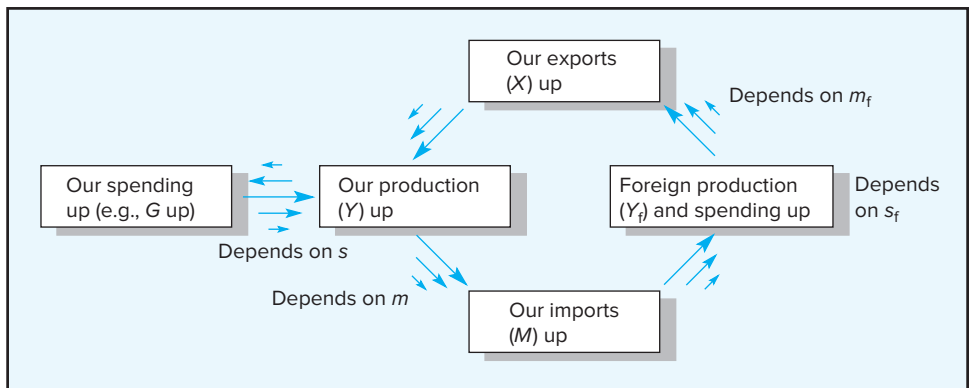 Our exports
(X) up
Depends on mf
Our spending
up (e.g., G up)
Our production
(Y) up
Foreign production
(Yf) and spending up
Depends
on sf
Depends on s
Depends on m
Our imports
(M) up